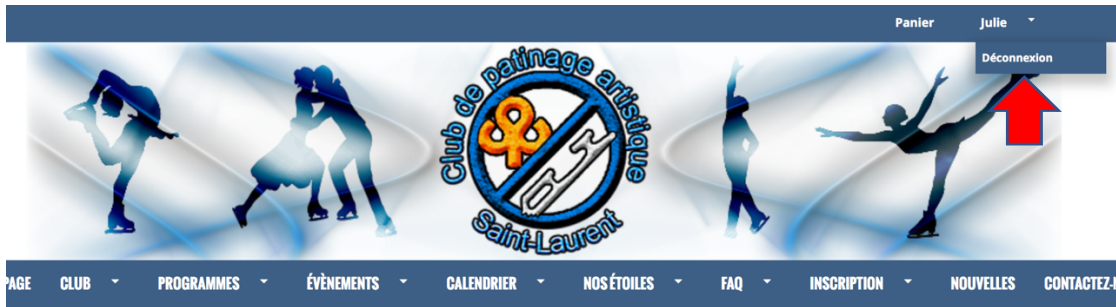 Panier Julie
Déconnexion
Club de patinage artistique
Saint-Laurent
PAGE CLUB PROGRAMMES ÉVÈNEMENTS CALENDRIER NOS ÉTOILES FAQ INSCRIPTION NOUVELLES CONTACTEZ-